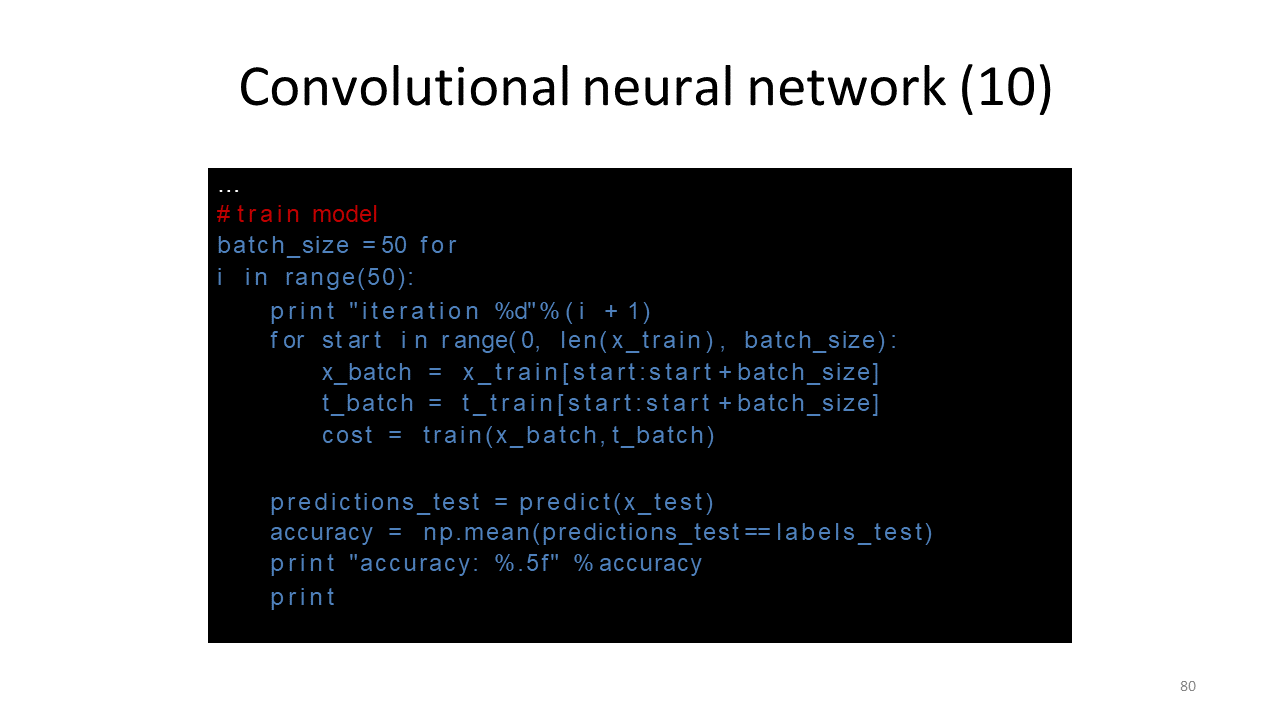 Convolutional neural network (10)
...
# train model
batch_size = 50 for
i in range(50):
print "iteration %d" % (i + 1)
for start in range(0, len(x_train), batch_size):
x_batch = x_train[start:start + batch_size]
t_batch = t_train[start:start + batch_size]
cost = train(x_batch, t_batch)
predictions_test = predict(x_test)
accuracy = np.mean(predictions_test == labels_test)
print "accuracy: %.5f" % accuracy
print
80